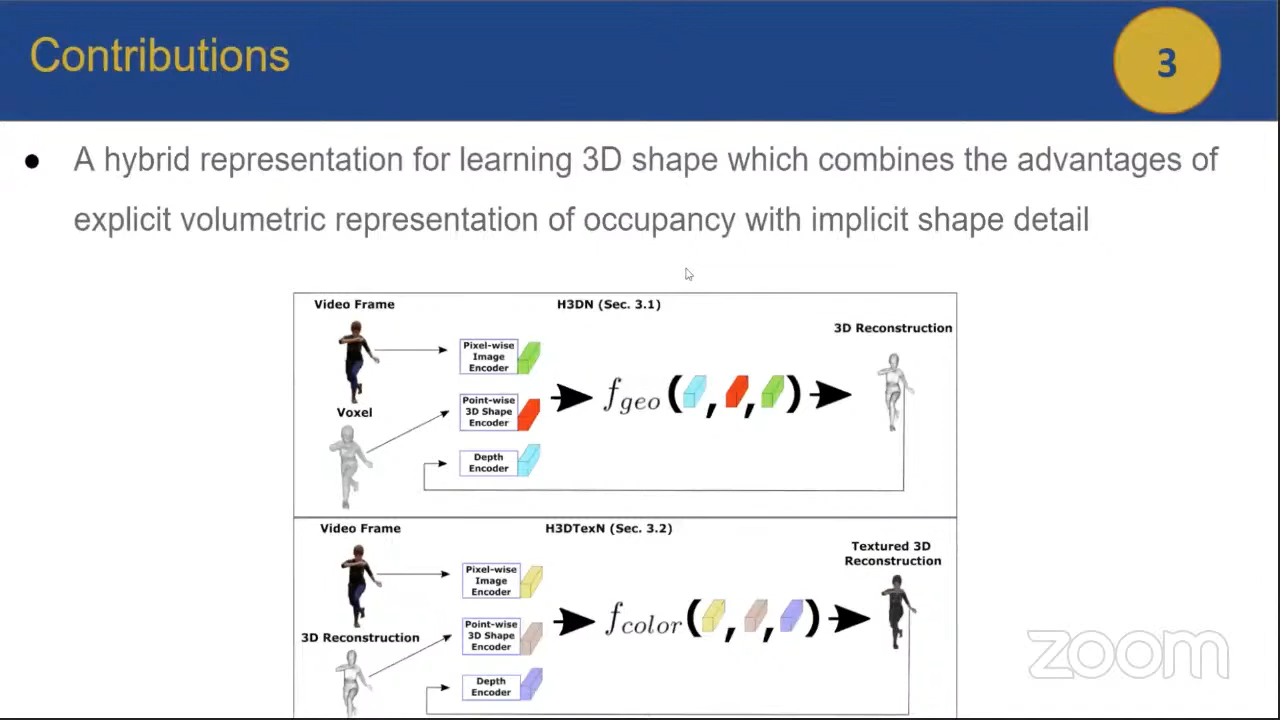 Contributions
3
● A hybrid representation for learning 3D shape which combines the advantages of
explicit volumetric representation of occupancy with implicit shape detail
Video Frame
H3DN (Sec. 3.1)
3D Reconstruction
Pixel-wise
Image
Encoder
Voxel
Point-wise
3D Shape
Encoder
f_geo( , , )
Depth
Encoder
Video Frame
H3DTexN (Sec. 3.2)
Textured 3D
Reconstruction
Pixel-wise
Image
Encoder
3D Reconstruction
Point-wise
3D Shape
Encoder
f_color( , , )
Depth
Encoder
zoom